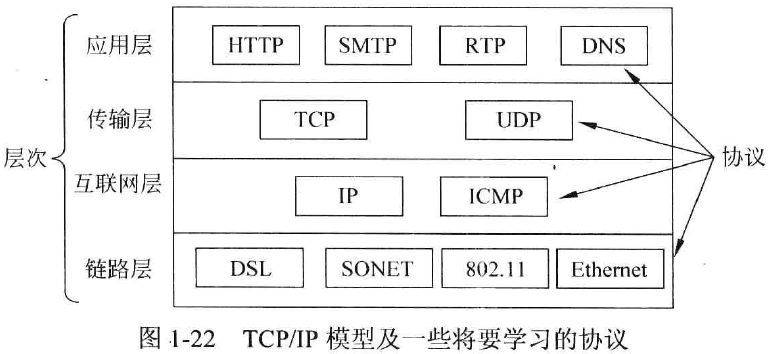 应用层 HTTP SMTP RTP DNS
传输层 TCP UDP
层次 协议
互联网层 IP ICMP
链路层 DSL SONET 802.11 Ethernet
图 1-22 TCP/IP 模型及一些将要学习的协议